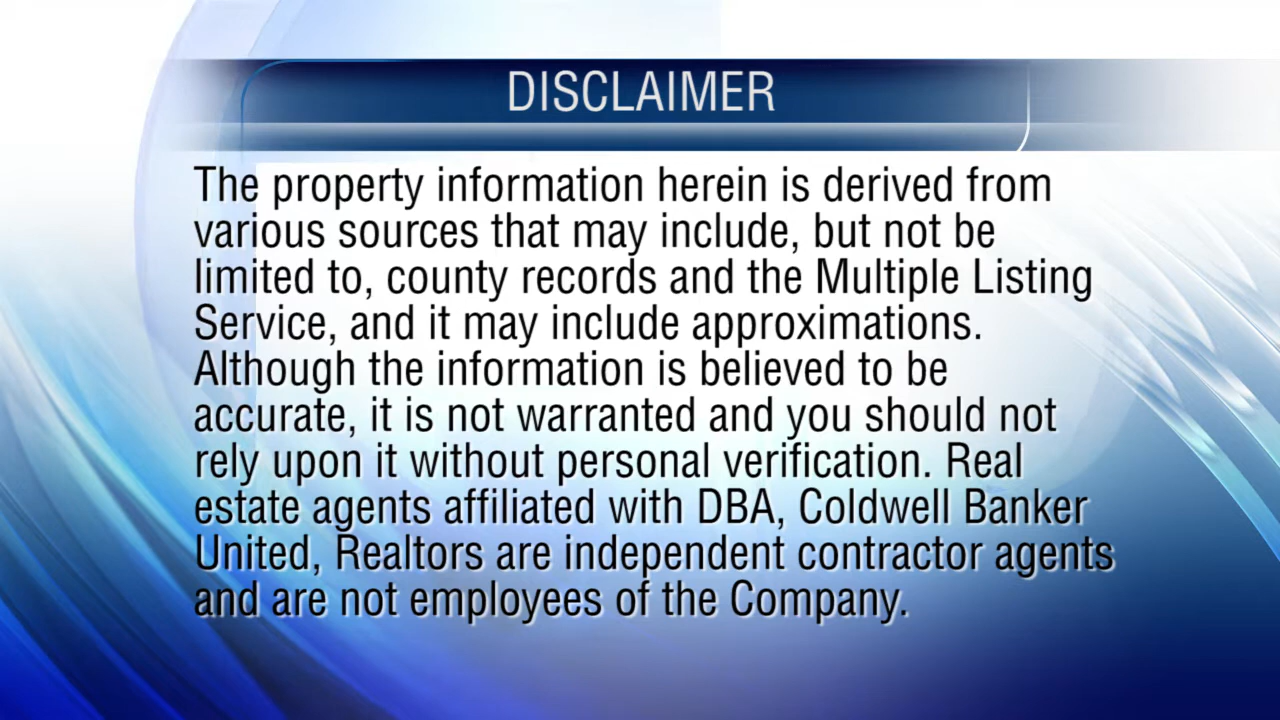 DISCLAIMER
The property information herein is derived from
various sources that may include, but not be
limited to, county records and the Multiple Listing
Service, and it may include approximations.
Although the information is believed to be
accurate, it is not warranted and you should not
rely upon it without personal verification. Real
estate agents affiliated with DBA, Coldwell Banker
United, Realtors are independent contractor agents
and are not employees of the Company.